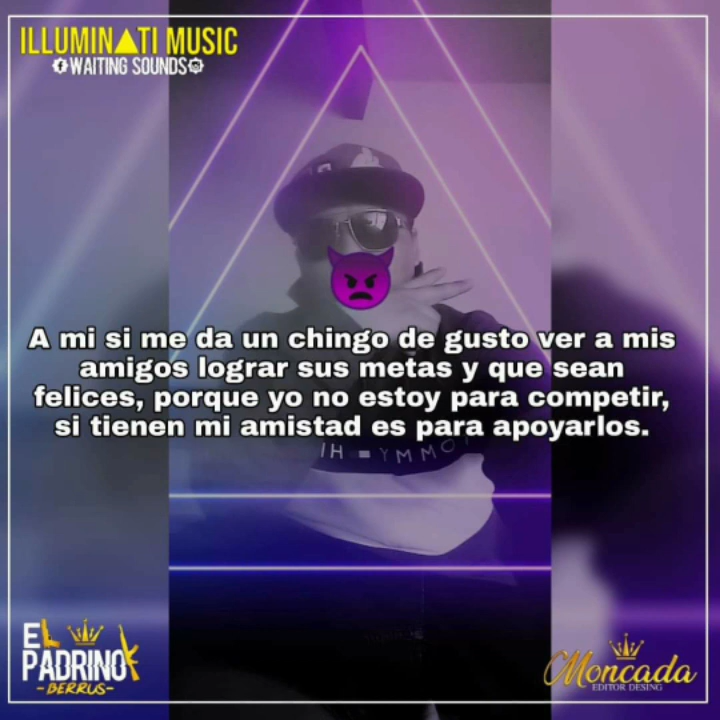 ILLUMIN▲TI MUSIC
WAITING SOUNDS
A mi si me da un chingo de gusto ver a mis
amigos lograr sus metas y que sean
felices, porque yo no estoy para competir,
si tienen mi amistad es para apoyarlos.
EL
PADRINO
-BERRUS-
Moncada
EDITOR DESING